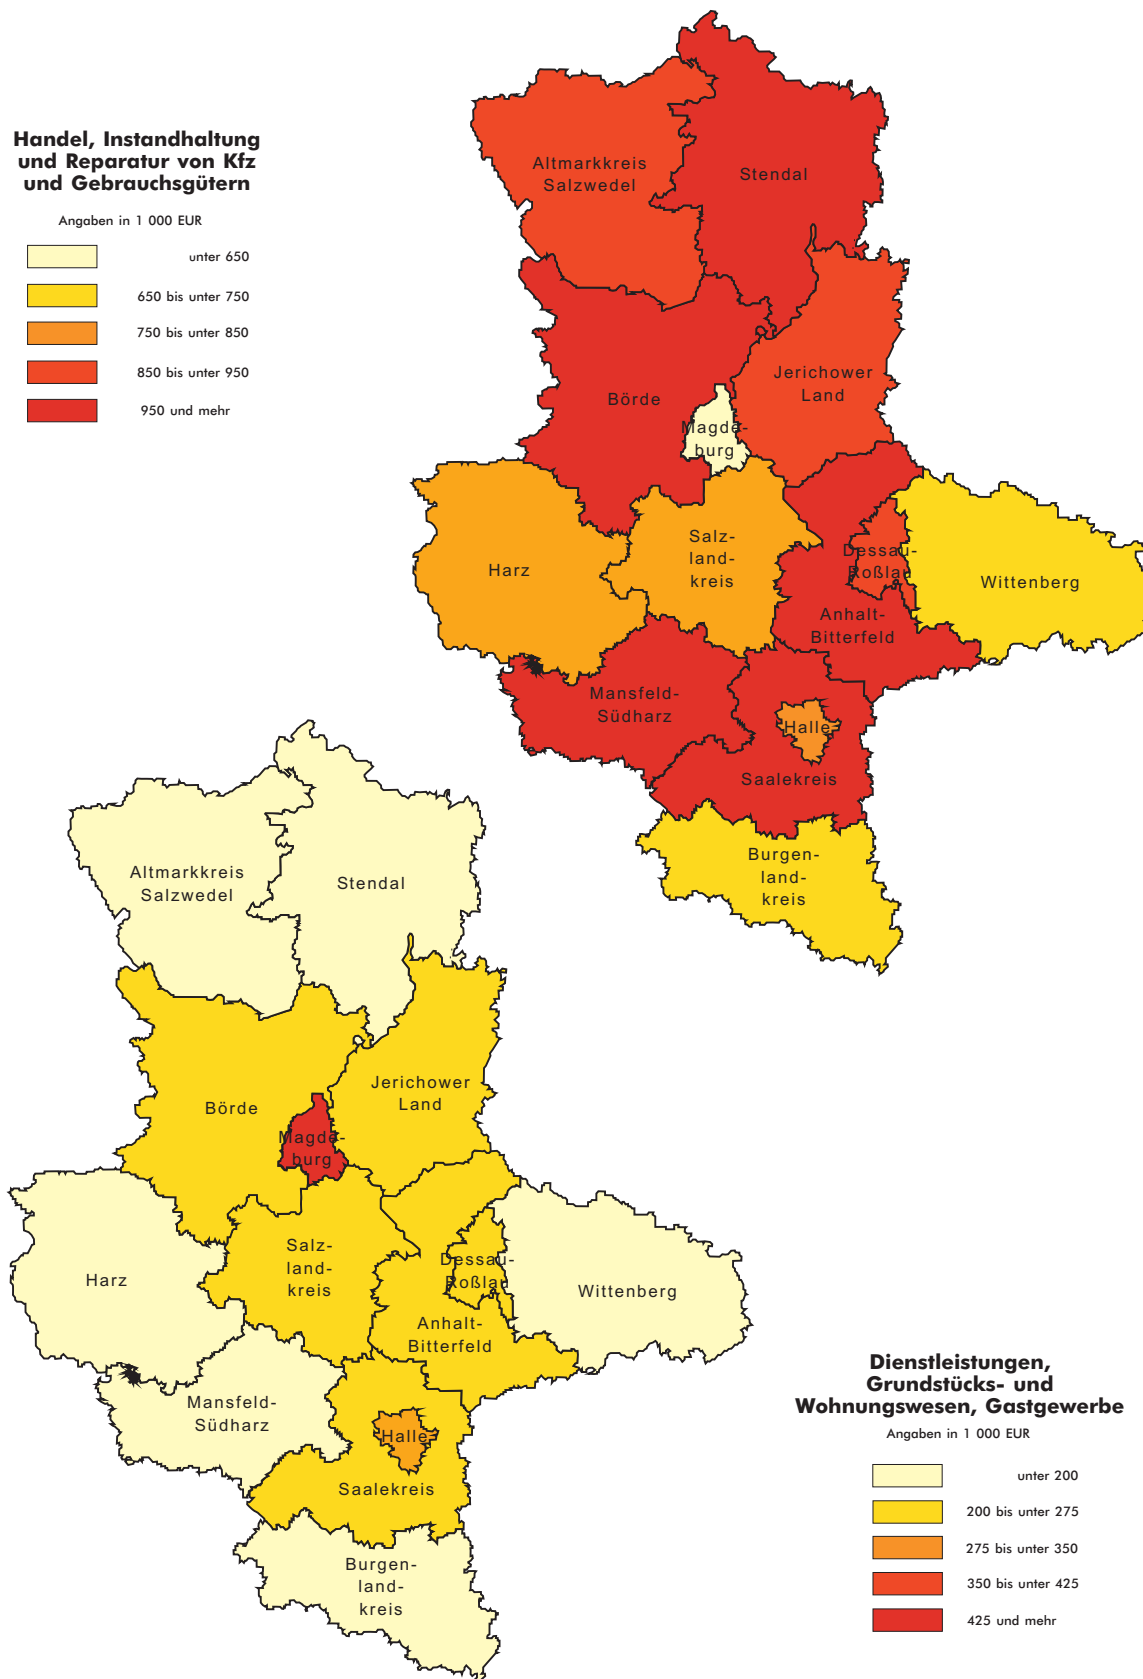 Handel, Instandhaltung
und Reparatur von Kfz
und Gebrauchsgütern
Angaben in 1 000 EUR
unter 650
650 bis unter 750
750 bis unter 850
850 bis unter 950
950 und mehr
Altmarkkreis
Salzwedel
Stendal
Jerichower
Land
Börde
Magde-
burg
Salz-
land-
kreis
Harz
Dessau-
Roßlau
Wittenberg
Anhalt-
Bitterfeld
Mansfeld-
Südharz
Halle
Saalekreis
Burgen-
land-
kreis
Altmarkkreis
Salzwedel
Stendal
Jerichower
Land
Börde
Magde-
burg
Salz-
land-
kreis
Harz
Dessau-
Roßlau
Wittenberg
Anhalt-
Bitterfeld
Mansfeld-
Südharz
Halle
Saalekreis
Burgen-
land-
kreis
Dienstleistungen,
Grundstücks- und
Wohnungswesen, Gastgewerbe
Angaben in 1 000 EUR
unter 200
200 bis unter 275
275 bis unter 350
350 bis unter 425
425 und mehr